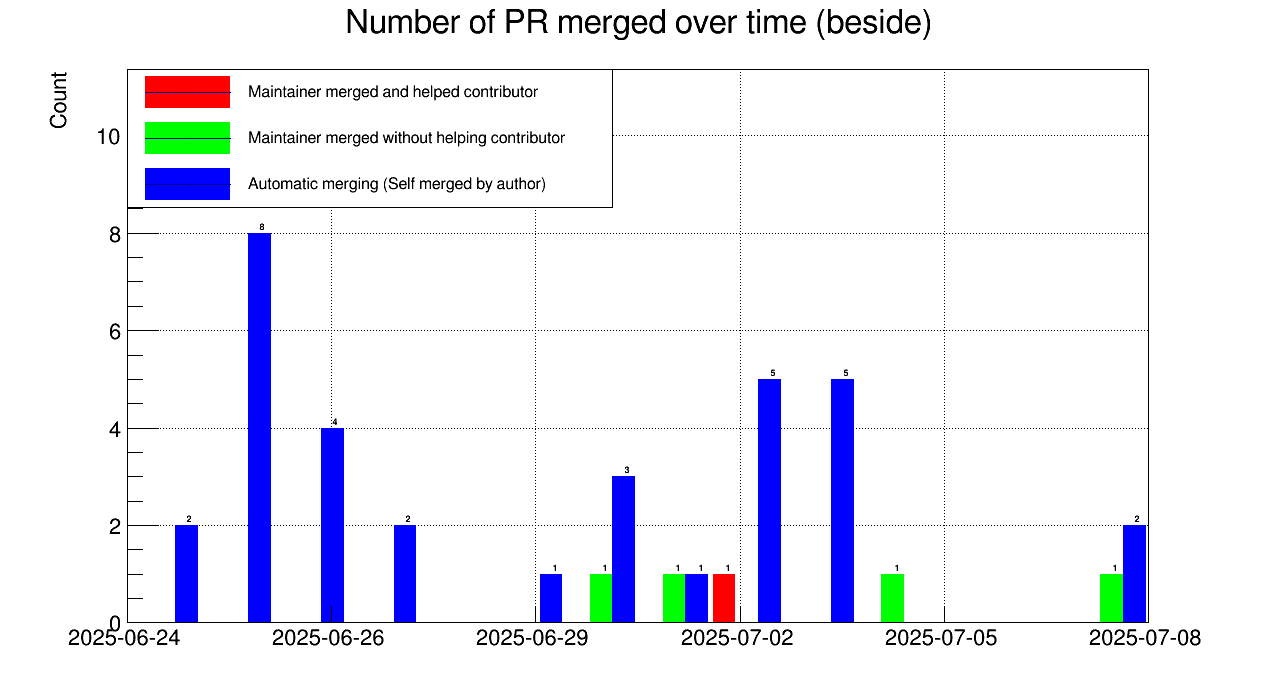 Number of PR merged over time (beside)
Count
Maintainer merged and helped contributor
Maintainer merged without helping contributor
Automatic merging (Self merged by author)
10
8
8
6
5 5
4
4
3
2 2 2 2
1 1 1 1 1 1 1
0
2025-06-24 2025-06-26 2025-06-29 2025-07-02 2025-07-05 2025-07-08